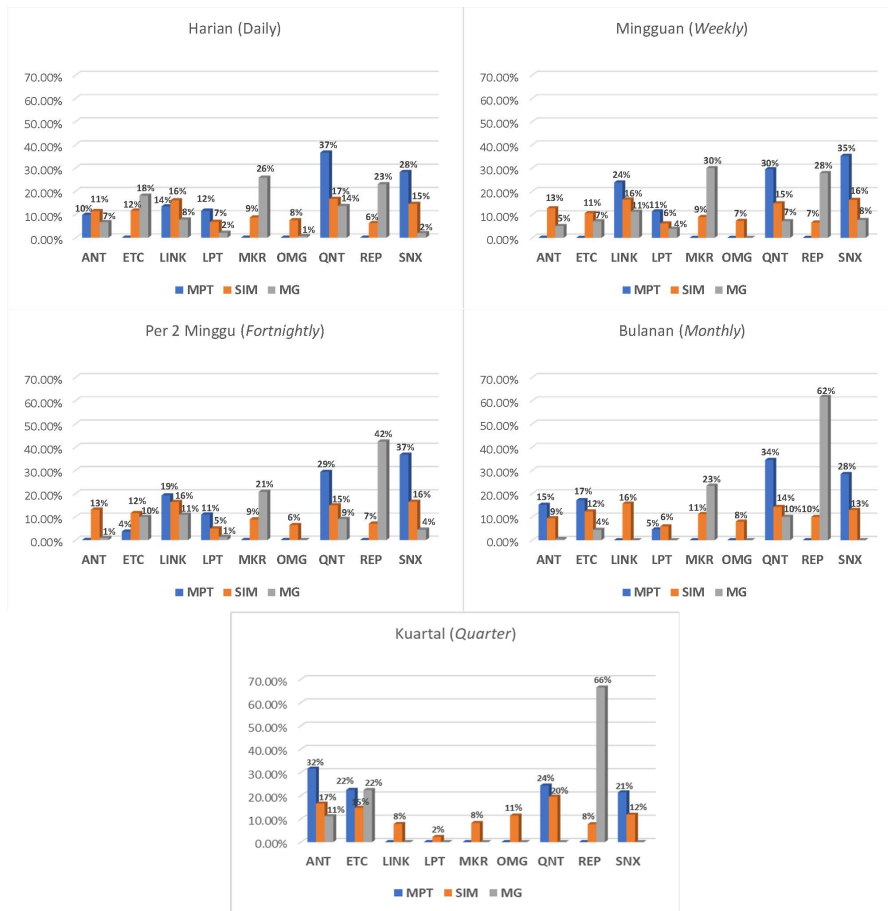 Harian (Daily)
70.00%
60.00%
50.00%
40.00%
30.00%
20.00%
10.00%
0.00%
10% 11% 7% 12% 18% 14% 16% 8% 12% 7% 2% 9% 26% 8% 1% 37% 17% 14% 6% 23% 28% 15% 2%
ANT ETC LINK LPT MKR OMG QNT REP SNX
MPT SIM MG
Mingguan (Weekly)
70.00%
60.00%
50.00%
40.00%
30.00%
20.00%
10.00%
0.00%
13% 5% 11% 7% 24% 16% 11% 11% 6% 4% 9% 30% 7% 30% 15% 7% 7% 28% 35% 16% 8%
ANT ETC LINK LPT MKR OMG QNT REP SNX
MPT SIM MG
Per 2 Minggu (Fortnightly)
70.00%
60.00%
50.00%
40.00%
30.00%
20.00%
10.00%
0.00%
13% 1% 4% 12% 10% 19% 16% 11% 11% 5% 1% 9% 21% 6% 29% 15% 9% 7% 42% 37% 16% 4%
ANT ETC LINK LPT MKR OMG QNT REP SNX
MPT SIM MG
Bulanan (Monthly)
70.00%
60.00%
50.00%
40.00%
30.00%
20.00%
10.00%
0.00%
15% 9% 17% 12% 4% 16% 5% 6% 11% 23% 8% 34% 14% 10% 10% 62% 28% 13%
ANT ETC LINK LPT MKR OMG QNT REP SNX
MPT SIM MG
Kuartal (Quarter)
70.00%
60.00%
50.00%
40.00%
30.00%
20.00%
10.00%
0.00%
32% 17% 11% 22% 15% 22% 8% 2% 8% 11% 24% 20% 8% 66% 21% 12%
ANT ETC LINK LPT MKR OMG QNT REP SNX
MPT SIM MG